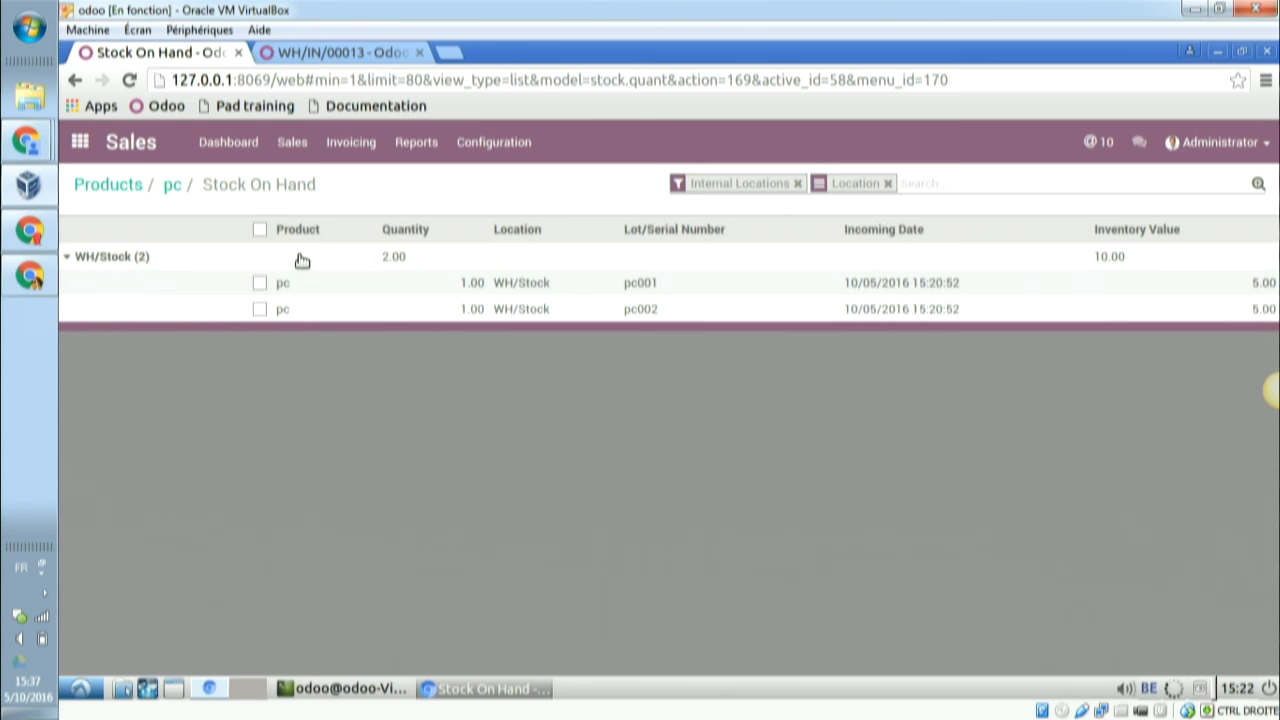 odoo [En fonction] - Oracle VM VirtualBox
Machine Écran Périphériques Aide
Stock On Hand - Odo WH/IN/00013 - Odoo
127.0.0.1:8069/web#min=1&limit=80&view_type=list&model=stock.quant&action=169&active_id=58&menu_id=170
Apps Odoo Pad training Documentation
Sales Dashboard Sales Invoicing Reports Configuration @ 10 Administrator
Products / pc / Stock On Hand Internal Locations Location Search
Product Quantity Location Lot/Serial Number Incoming Date Inventory Value
WH/Stock (2) 2.00 10.00
pc 1.00 WH/Stock pc001 10/05/2016 15:20:52 5.00
pc 1.00 WH/Stock pc002 10/05/2016 15:20:52 5.00
FR
15:37
5/10/2016
odoo@odoo-Vi... Stock On Hand -... BE 15:22
CTRL DROITE